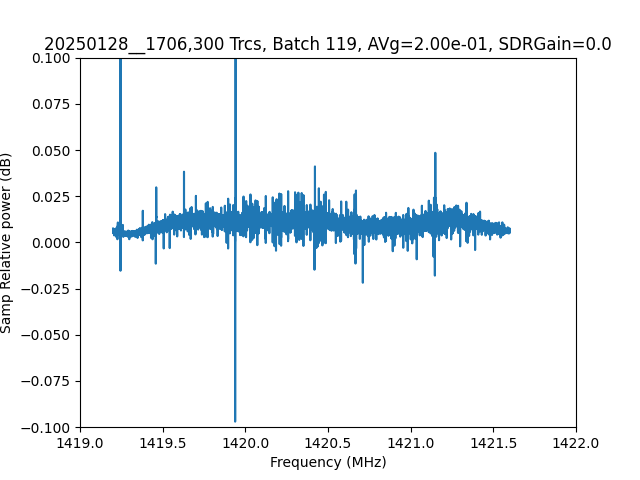 20250128__1706,300 Trcs, Batch 119, AVg=2.00e-01, SDRGain=0.0
Samp Relative power (dB)
0.100
0.075
0.050
0.025
0.000
−0.025
−0.050
−0.075
−0.100
1419.0 1419.5 1420.0 1420.5 1421.0 1421.5 1422.0
Frequency (MHz)